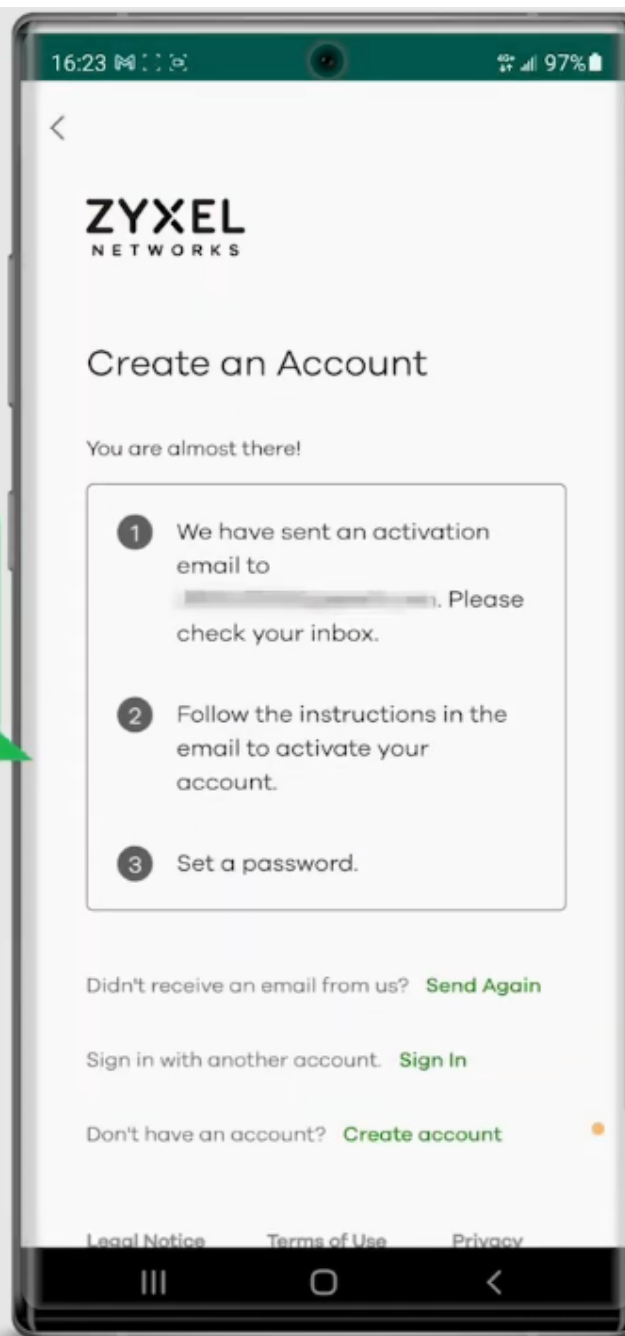 16:23 97%
ZYXEL
NETWORKS
Create an Account
You are almost there!
1 We have sent an activation
email to
. Please
check your inbox.
2 Follow the instructions in the
email to activate your
account.
3 Set a password.
Didn't receive an email from us? Send Again
Sign in with another account. Sign In
Don't have an account? Create account
Legal Notice Terms of Use Privacy